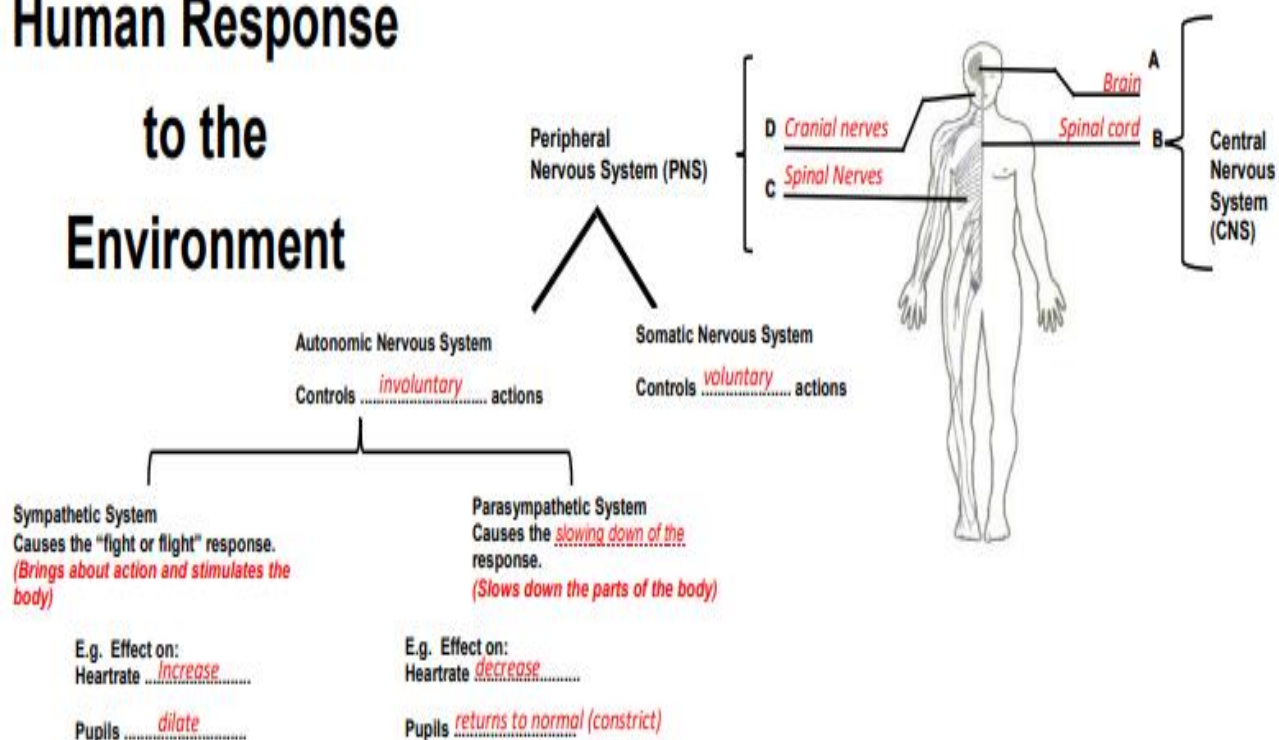 Human Response
to the
Environment
Peripheral
Nervous System (PNS)
D Cranial nerves
C Spinal Nerves
A
Brain
Spinal cord B
Central
Nervous
System
(CNS)
Autonomic Nervous System
Controls involuntary actions
Somatic Nervous System
Controls voluntary actions
Sympathetic System
Causes the "fight or flight" response.
(Brings about action and stimulates the
body)
E.g. Effect on:
Heartrate Increase
Pupils dilate
Parasympathetic System
Causes the slowing down of the
response.
(Slows down the parts of the body)
E.g. Effect on:
Heartrate decrease
Pupils returns to normal (constrict)